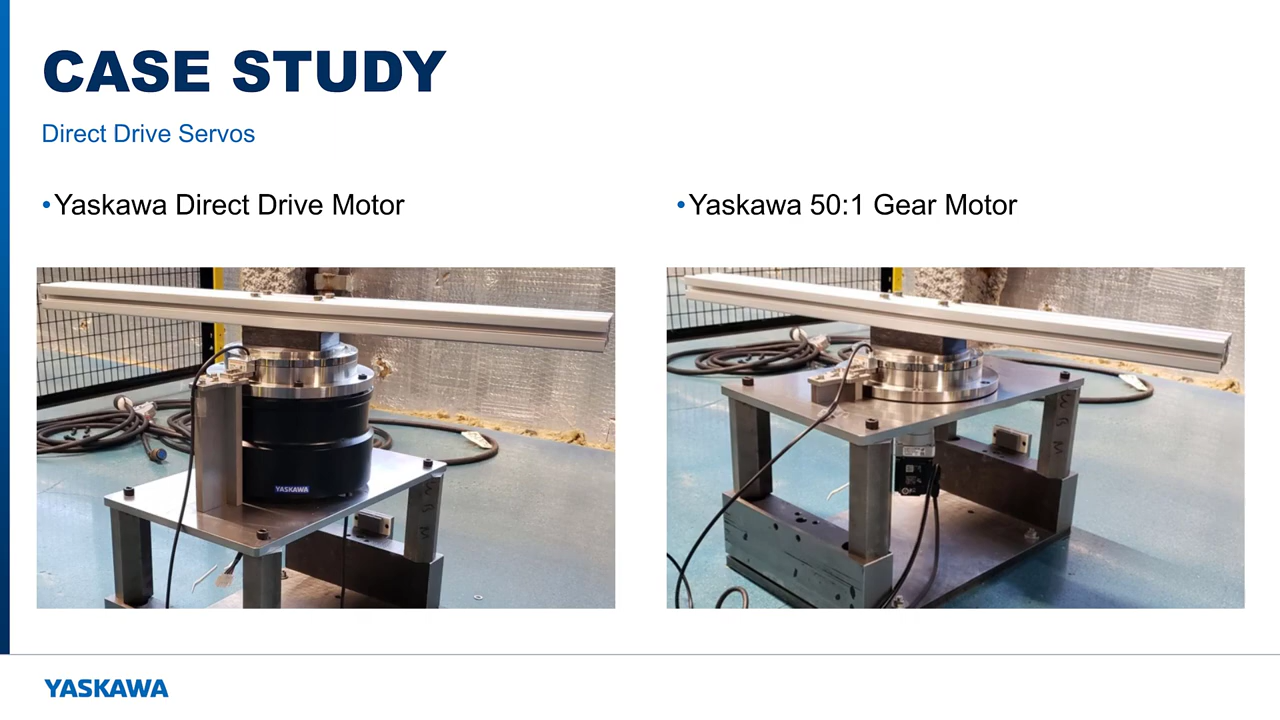 CASE STUDY
Direct Drive Servos
•Yaskawa Direct Drive Motor
•Yaskawa 50:1 Gear Motor
YASKAWA
YASKAWA